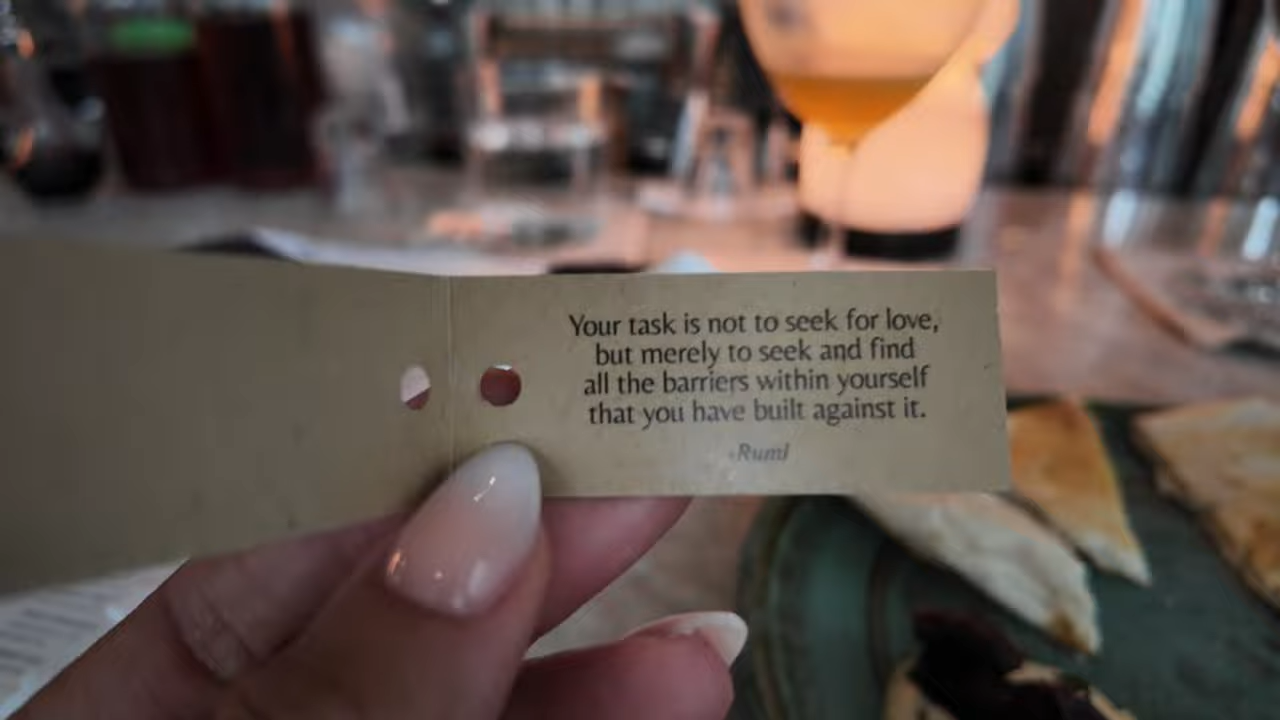 Your task is not to seek for love,
but merely to seek and find
all the barriers within yourself
that you have built against it.
-Rumi